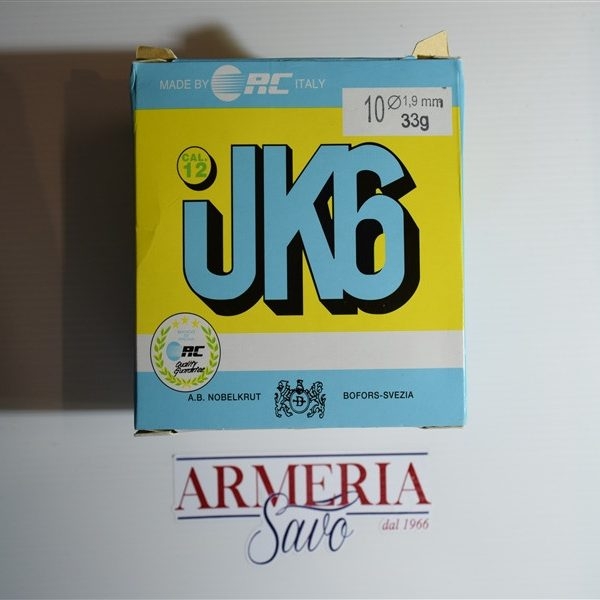 MADE BY RC ITALY
10 Ø1,9 mm
33g
CAL.
12
JK6
RC
Quality
guarantee
A.B. NOBELKRUT
BOFORS-SVEZIA
ARMERIA
Savo
dal 1966